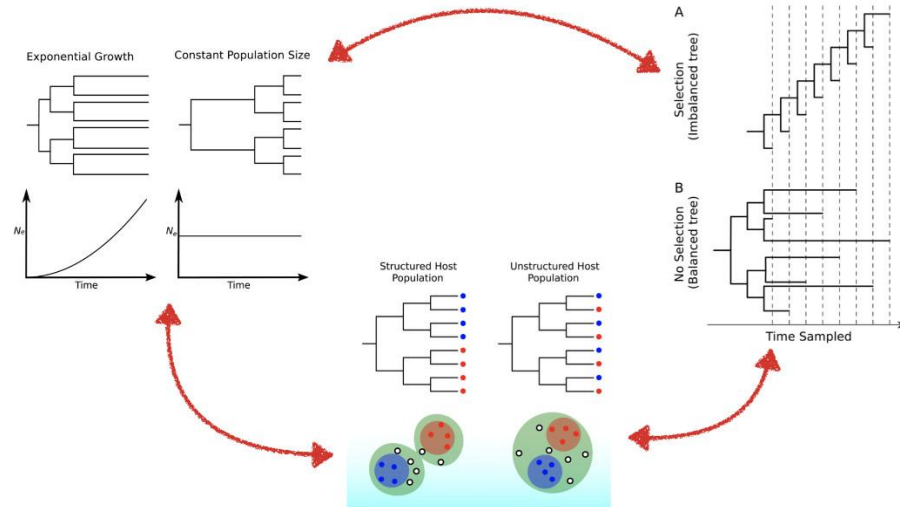 Exponential Growth
Constant Population Size
Ne
Time
Ne
Time
A
Selection
(Imbalanced tree)
B
No Selection
(Balanced tree)
Time Sampled
Structured Host
Population
Unstructured Host
Population